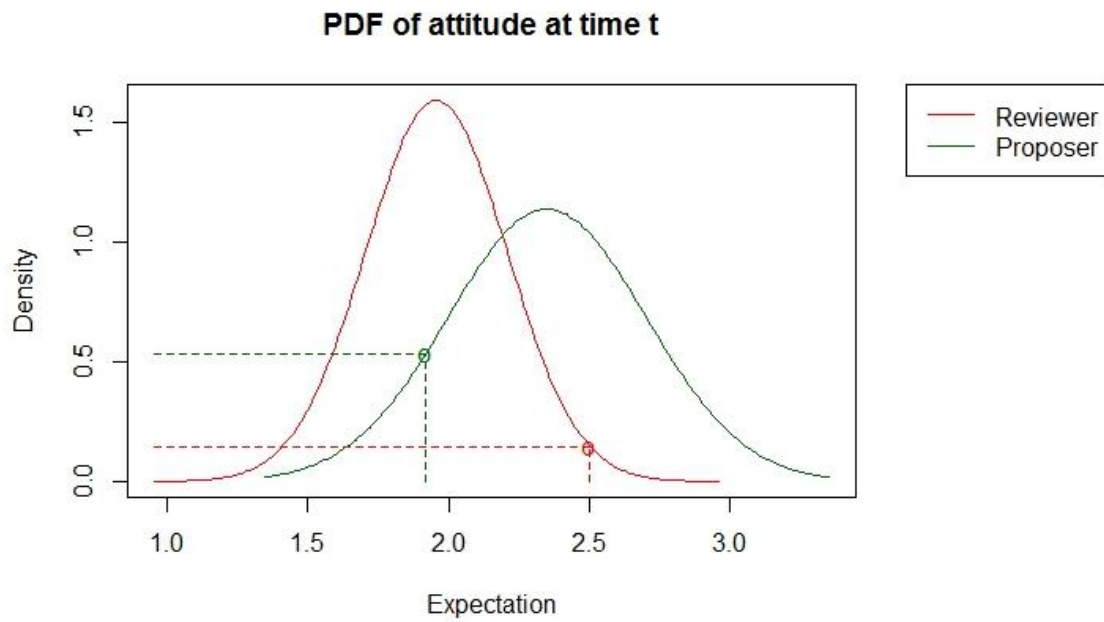 PDF of attitude at time t
Reviewer
Proposer
1.5
1.0
0.5
0.0
Density
1.0 1.5 2.0 2.5 3.0
Expectation